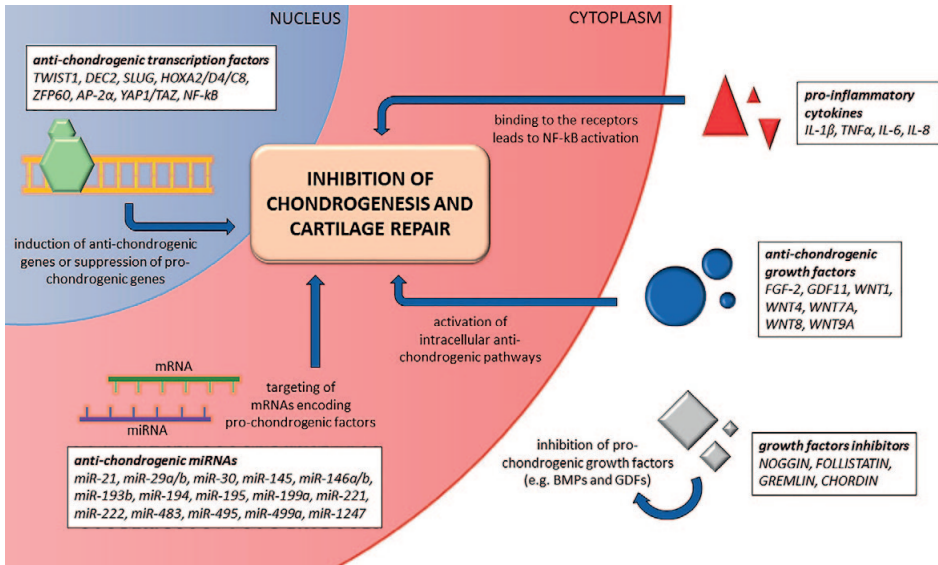 NUCLEUS
CYTOPLASM
anti-chondrogenic transcription factors
TWIST1, DEC2, SLUG, HOXA2/D4/C8,
ZFP60, AP-2α, YAP1/TAZ, NF-kB
induction of anti-chondrogenic
genes or suppression of pro-
chondrogenic genes
INHIBITION OF
CHONDROGENESIS AND
CARTILAGE REPAIR
binding to the receptors
leads to NF-kB activation
pro-inflammatory
cytokines
IL-1β, TNFα, IL-6, IL-8
activation of
intracellular anti-
chondrogenic pathways
anti-chondrogenic
growth factors
FGF-2, GDF11, WNT1,
WNT4, WNT7A,
WNT8, WNT9A
mRNA
miRNA
targeting of
mRNAs encoding
pro-chondrogenic factors
anti-chondrogenic miRNAs
miR-21, miR-29a/b, miR-30, miR-145, miR-146a/b,
miR-193b, miR-194, miR-195, miR-199a, miR-221,
miR-222, miR-483, miR-495, miR-499a, miR-1247
inhibition of pro-
chondrogenic growth factors
(e.g. BMPs and GDFs)
growth factors inhibitors
NOGGIN, FOLLISTATIN,
GREMLIN, CHORDIN